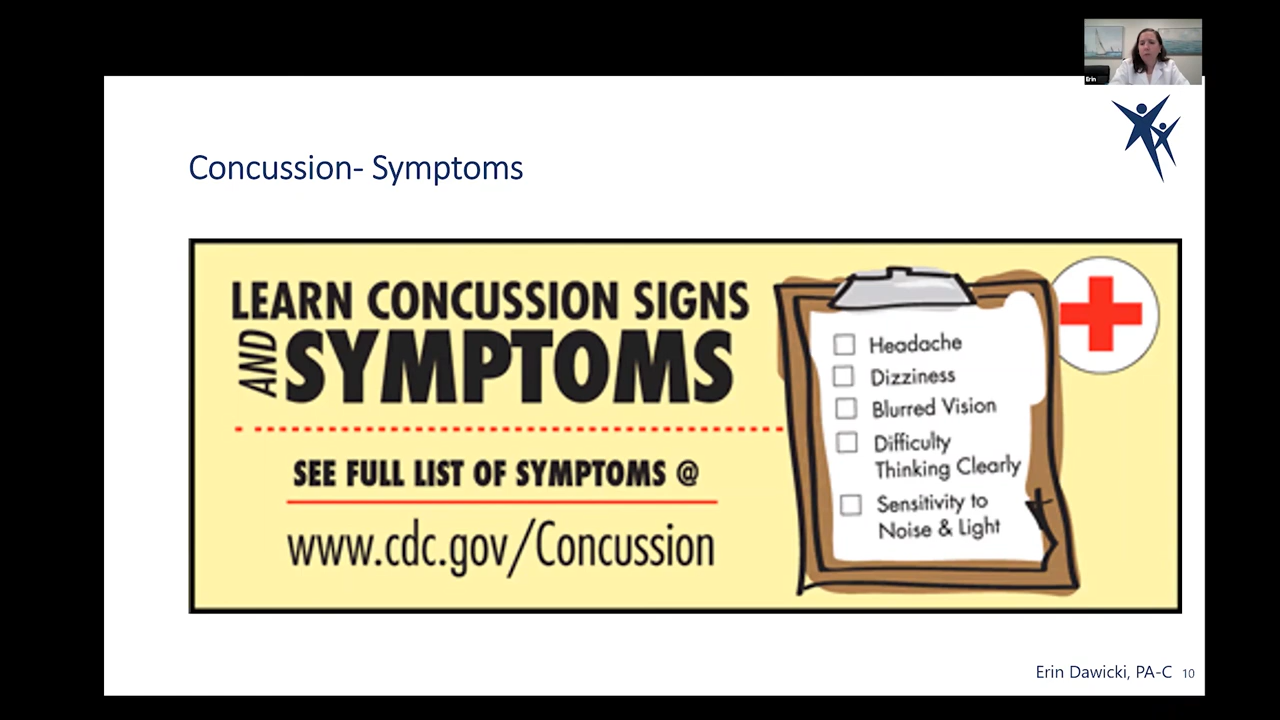 Erin
Concussion- Symptoms
LEARN CONCUSSION SIGNS
AND SYMPTOMS
SEE FULL LIST OF SYMPTOMS @
www.cdc.gov/Concussion
Headache
Dizziness
Blurred Vision
Difficulty
Thinking Clearly
Sensitivity to
Noise & Light
Erin Dawicki, PA-C 10